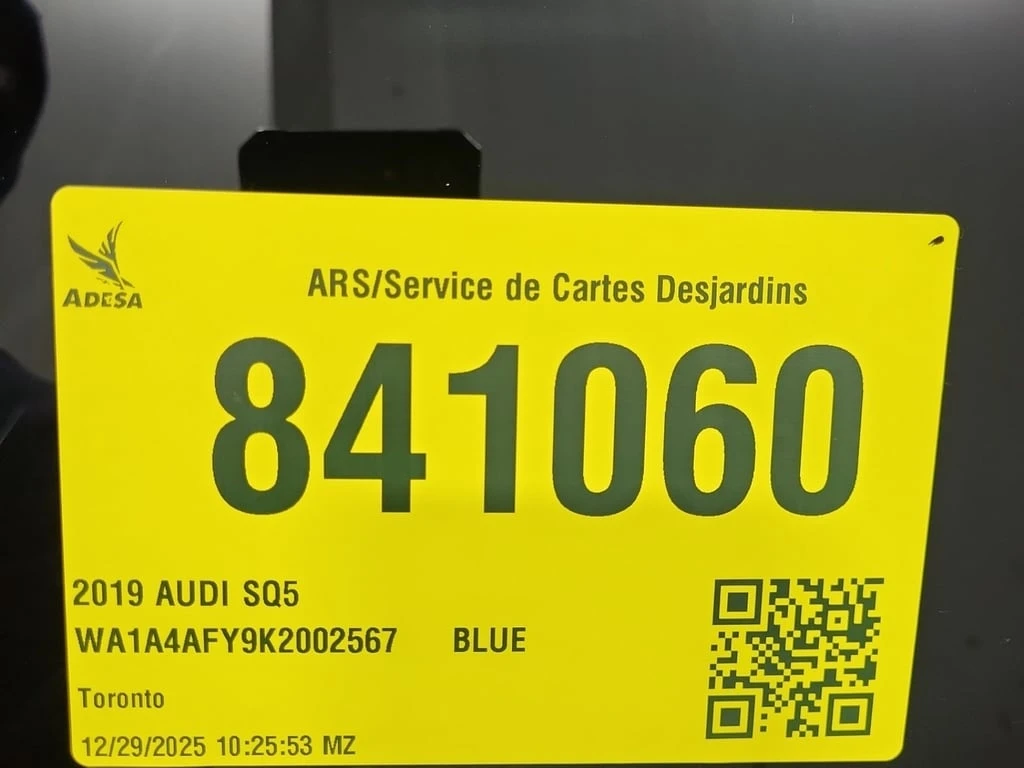 ADESA
ARS/Service de Cartes Desjardins
841060
2019 AUDI SQ5
WA1A4AFY9K2002567 BLUE
Toronto
12/29/2025 10:25:53 MZ